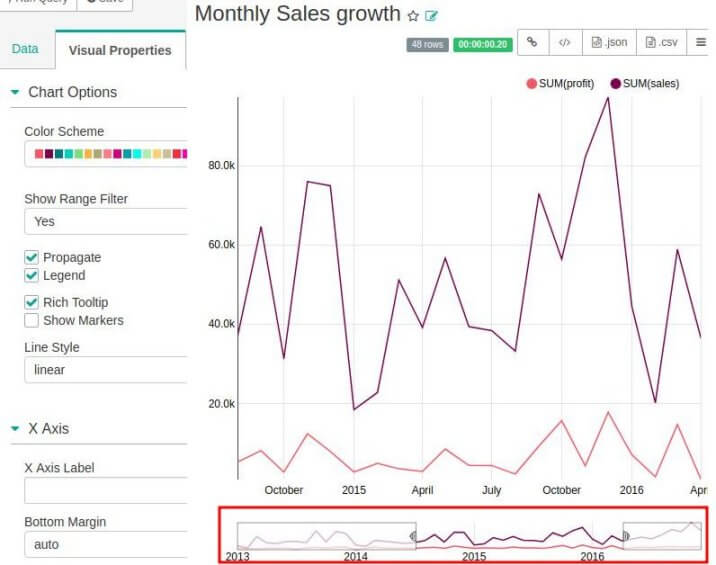 Run Query
Save
Monthly Sales growth
48 rows
00:00:00.20
.json
.csv
Data
Visual Properties
SUM(profit)
SUM(sales)
Chart Options
Color Scheme
Show Range Filter
Yes
Propagate
Legend
Rich Tooltip
Show Markers
Line Style
linear
X Axis
X Axis Label
Bottom Margin
auto
80.0k
60.0k
40.0k
20.0k
October 2015 April July October 2016 Apri
2013 2014 2015 2016